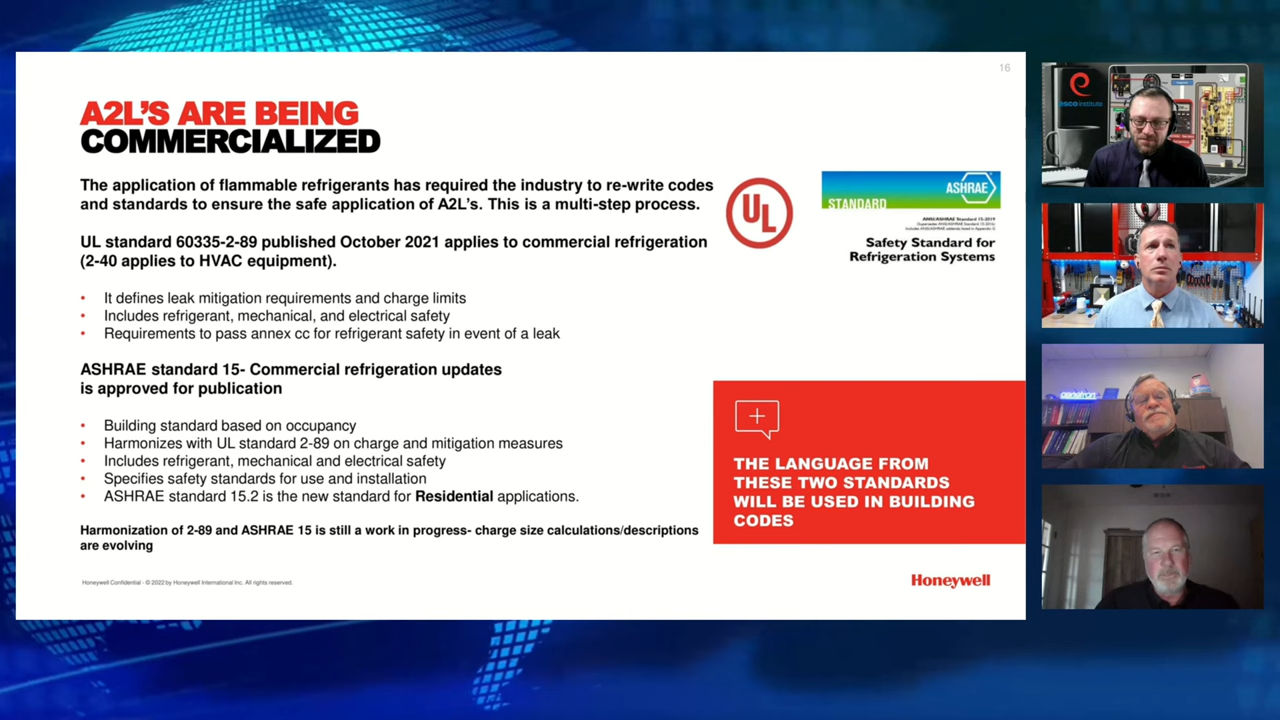 16
A2L'S ARE BEING
COMMERCIALIZED
The application of flammable refrigerants has required the industry to re-write codes
and standards to ensure the safe application of A2L's. This is a multi-step process.
UL standard 60335-2-89 published October 2021 applies to commercial refrigeration
(2-40 applies to HVAC equipment).
• It defines leak mitigation requirements and charge limits
• Includes refrigerant, mechanical, and electrical safety
• Requirements to pass annex cc for refrigerant safety in event of a leak
ASHRAE standard 15- Commercial refrigeration updates
is approved for publication
• Building standard based on occupancy
• Harmonizes with UL standard 2-89 on charge and mitigation measures
• Includes refrigerant, mechanical and electrical safety
• Specifies safety standards for use and installation
• ASHRAE standard 15.2 is the new standard for Residential applications.
Harmonization of 2-89 and ASHRAE 15 is still a work in progress- charge size calculations/descriptions
are evolving
Honeywell Confidential - © 2022 by Honeywell International Inc. All rights reserved.
UL
ASHRAE
STANDARD
ANSI/ASHRAE Standard 15-2019
Safety Standard for
Refrigeration Systems
THE LANGUAGE FROM
THESE TWO STANDARDS
WILL BE USED IN BUILDING
CODES
Honeywell
esco institute